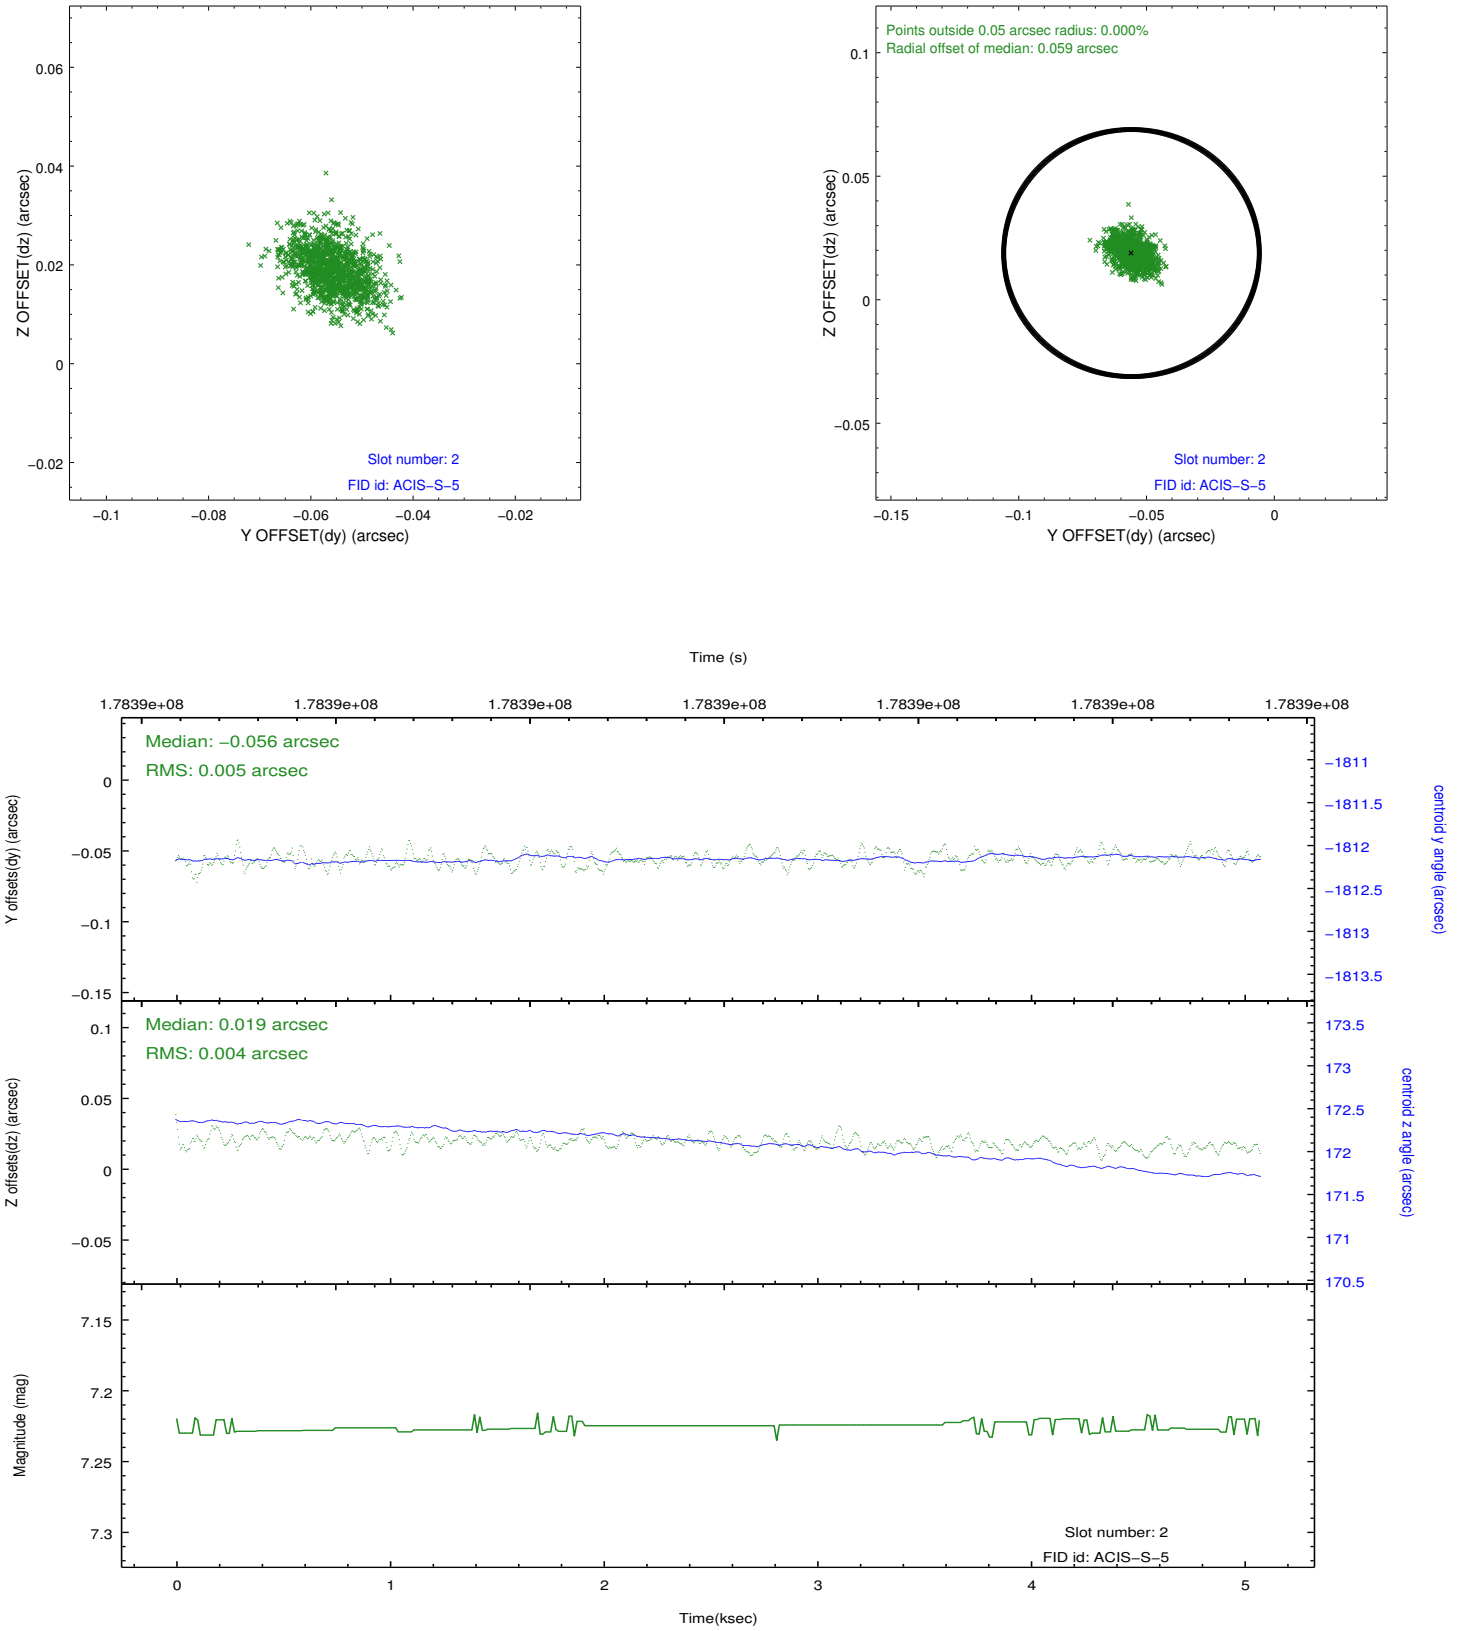 0.06
0.04
0.02
0
−0.02
−0.1
−0.08
−0.06
−0.04
−0.02
Z OFFSET(dz) (arcsec)
Y OFFSET(dy) (arcsec)
Slot number: 2
FID id: ACIS−S−5
Points outside 0.05 arcsec radius: 0.000%
Radial offset of median: 0.059 arcsec
0.1
0.05
0
−0.05
−0.15
−0.1
−0.05
0
Z OFFSET(dz) (arcsec)
Y OFFSET(dy) (arcsec)
Slot number: 2
FID id: ACIS−S−5
Time (s)
1.7839e+08
1.7839e+08
1.7839e+08
1.7839e+08
1.7839e+08
1.7839e+08
1.7839e+08
Median: −0.056 arcsec
RMS: 0.005 arcsec
0
−0.05
−0.1
−0.15
Y offsets(dy) (arcsec)
−1811
−1811.5
−1812
−1812.5
−1813
−1813.5
centroid y angle (arcsec)
Median: 0.019 arcsec
RMS: 0.004 arcsec
0.1
0.05
0
−0.05
Z offsets(dz) (arcsec)
173.5
173
172.5
172
171.5
171
170.5
centroid z angle (arcsec)
7.15
7.2
7.25
7.3
Magnitude (mag)
Slot number: 2
FID id: ACIS−S−5
0
1
2
3
4
5
Time(ksec)